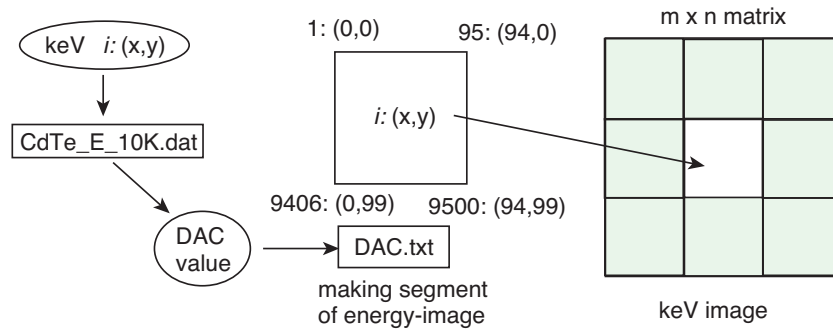 keV i: (x,y)
CdTe_E_10K.dat
DAC
value
1: (0,0)
95: (94,0)
i: (x,y)
9406: (0,99)
9500: (94,99)
DAC.txt
making segment
of energy-image
m x n matrix
keV image